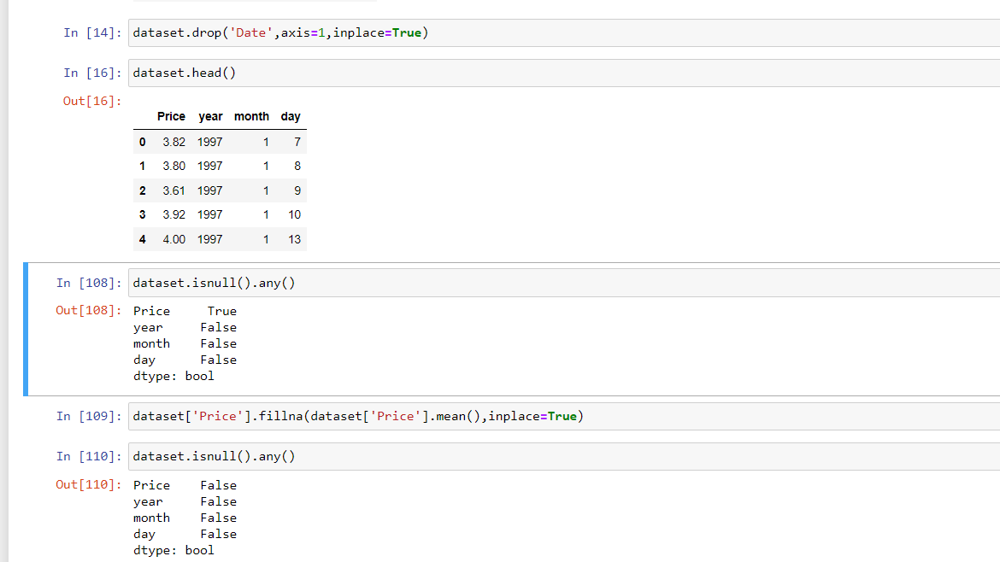 In [14]: dataset.drop('Date',axis=1,inplace=True)
In [16]: dataset.head()
Out[16]:
Price year month day
0 3.82 1997 1 7
1 3.80 1997 1 8
2 3.61 1997 1 9
3 3.92 1997 1 10
4 4.00 1997 1 13
In [108]: dataset.isnull().any()
Out[108]: Price True
year False
month False
day False
dtype: bool
In [109]: dataset['Price'].fillna(dataset['Price'].mean(),inplace=True)
In [110]: dataset.isnull().any()
Out[110]: Price False
year False
month False
day False
dtype: bool